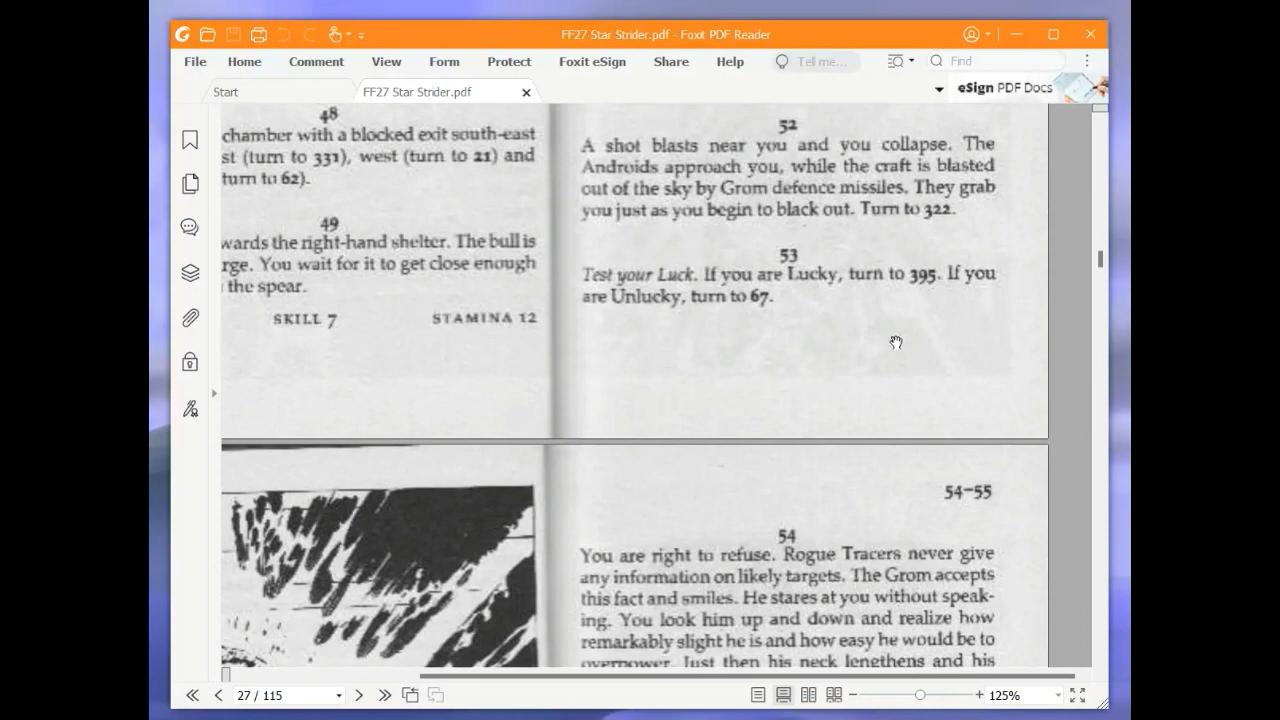 FF27 Star Strider.pdf - Foxit PDF Reader
File Home Comment View Form Protect Foxit eSign Share Help Tell me... Find
Start
FF27 Star Strider.pdf
eSign PDF Docs
48
chamber with a blocked exit south-east
st (turn to 331), west (turn to 21) and
turn to 62).
49
wards the right-hand shelter. The bull is
rge. You wait for it to get close enough
the spear.
SKILL 7 STAMINA 12
52
A shot blasts near you and you collapse. The
Androids approach you, while the craft is blasted
out of the sky by Grom defence missiles. They grab
you just as you begin to black out. Turn to 322.
53
Test your Luck. If you are Lucky, turn to 395. If you
are Unlucky, turn to 67.
54-55
54
You are right to refuse. Rogue Tracers never give
any information on likely targets. The Grom accepts
this fact and smiles. He stares at you without speak-
ing. You look him up and down and realize how
remarkably slight he is and how easy he would be to
overpower. Just then his neck lengthens and his
27 / 115
125%